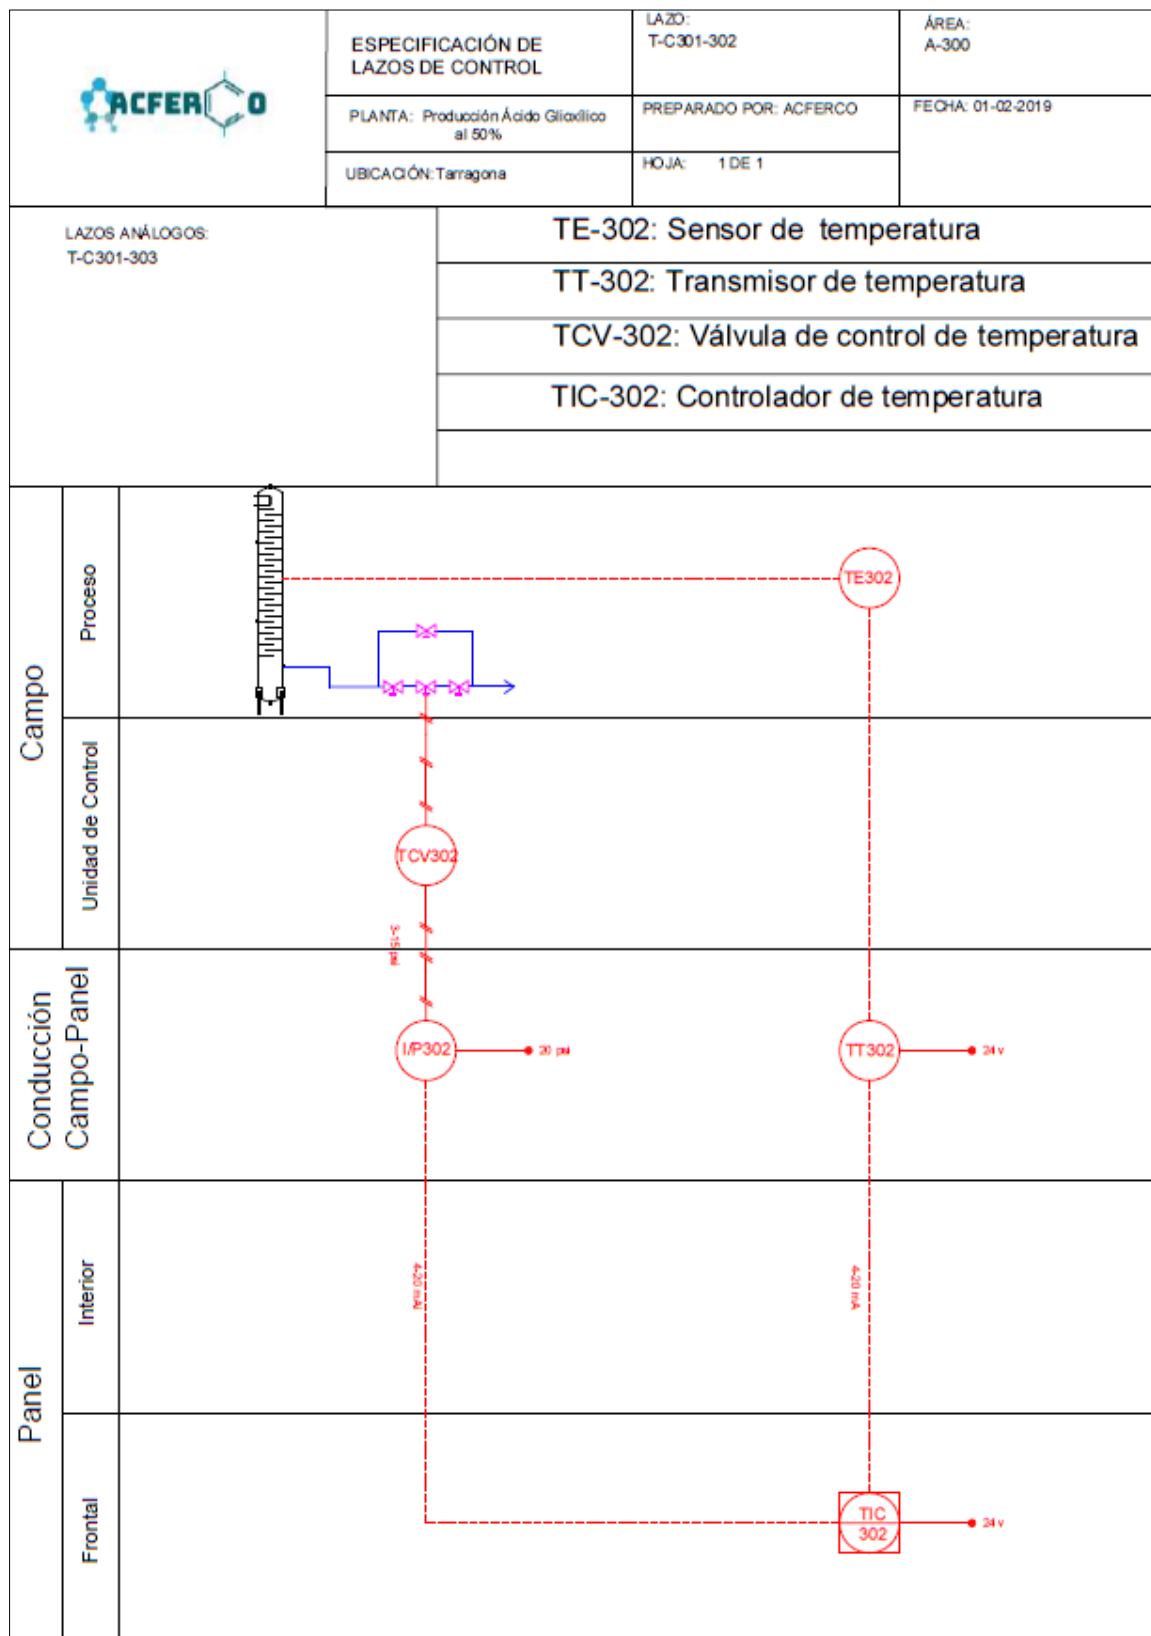 ACFERCO
ESPECIFICACIÓN DE
LAZOS DE CONTROL
LAZO:
T-C301-302
ÁREA:
A-300
PLANTA: Producción Ácido Glioxílico
al 50%
PREPARADO POR: ACFERCO
FECHA: 01-02-2019
UBICACIÓN: Tarragona
HOJA: 1 DE 1
LAZOS ANÁLOGOS:
T-C301-303
TE-302: Sensor de temperatura
TT-302: Transmisor de temperatura
TCV-302: Válvula de control de temperatura
TIC-302: Controlador de temperatura
Campo
Proceso
TE302
Unidad de Control
TCV302
3-15 psi
Conducción
Campo-Panel
I/P302
20 psi
TT302
24 v
Panel
Interior
4-20 mA
4-20 mA
Frontal
TIC
302
24 v